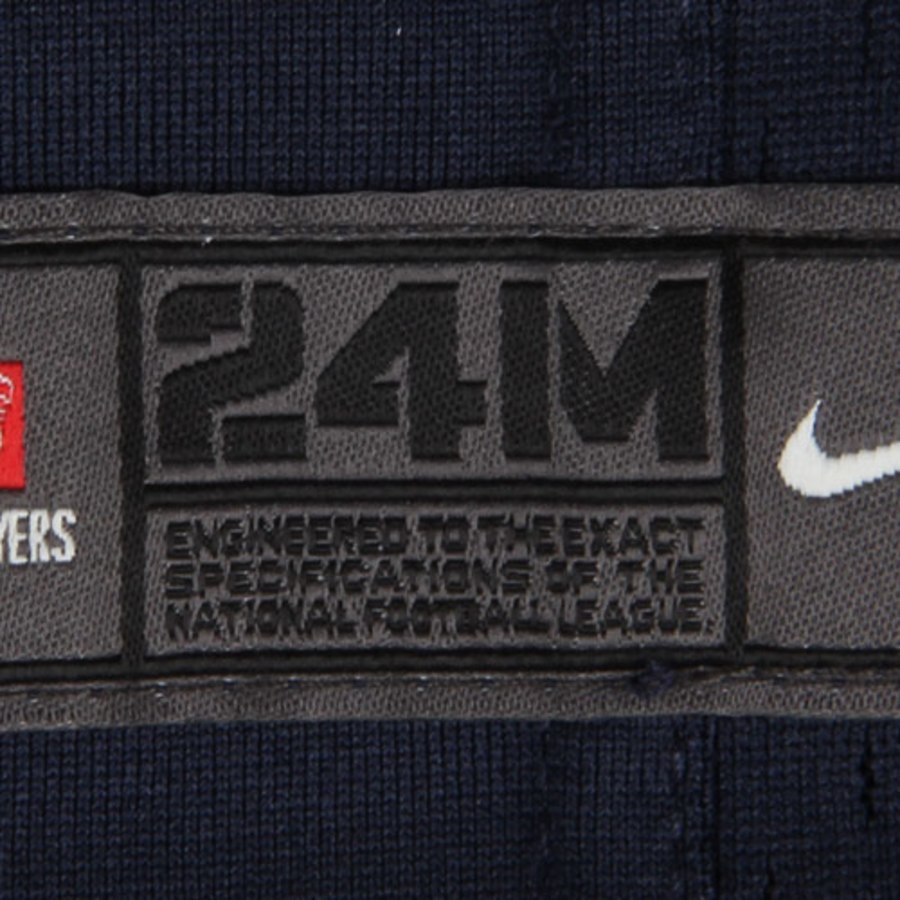 24M
YERS
ENGINEERED TO THE EXACT
SPECIFICATIONS OF THE
NATIONAL FOOTBALL LEAGUE.